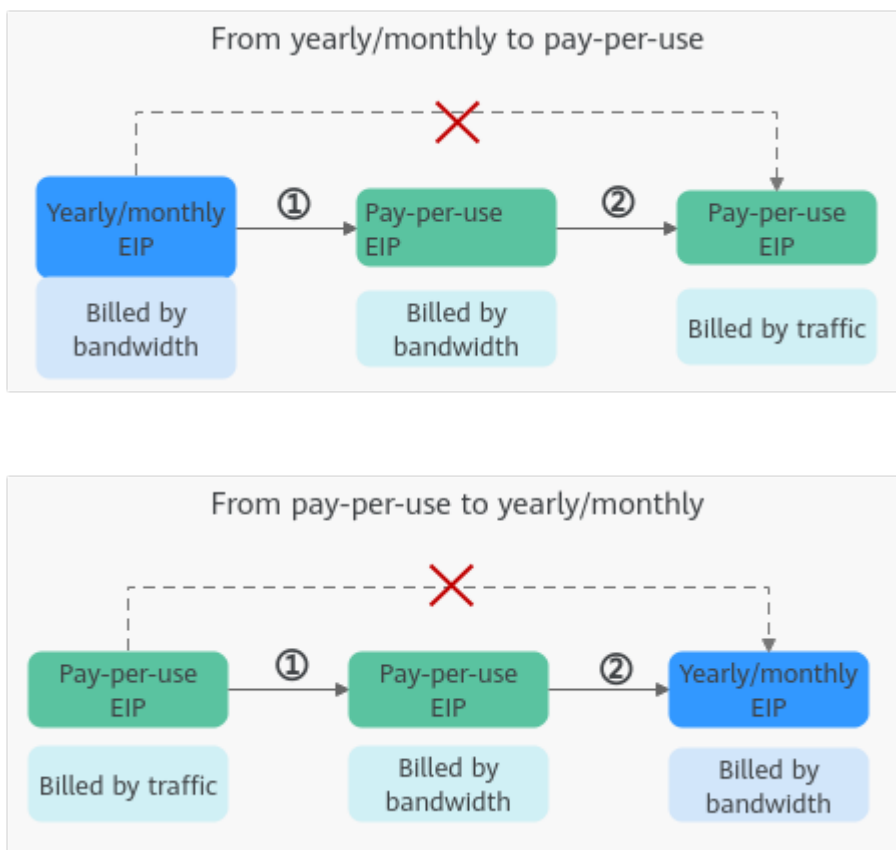 From yearly/monthly to pay-per-use
① ②
Yearly/monthly
EIP
Pay-per-use
EIP
Pay-per-use
EIP
Billed by
bandwidth
Billed by
bandwidth
Billed by traffic
From pay-per-use to yearly/monthly
① ②
Pay-per-use
EIP
Pay-per-use
EIP
Yearly/monthly
EIP
Billed by traffic
Billed by
bandwidth
Billed by
bandwidth